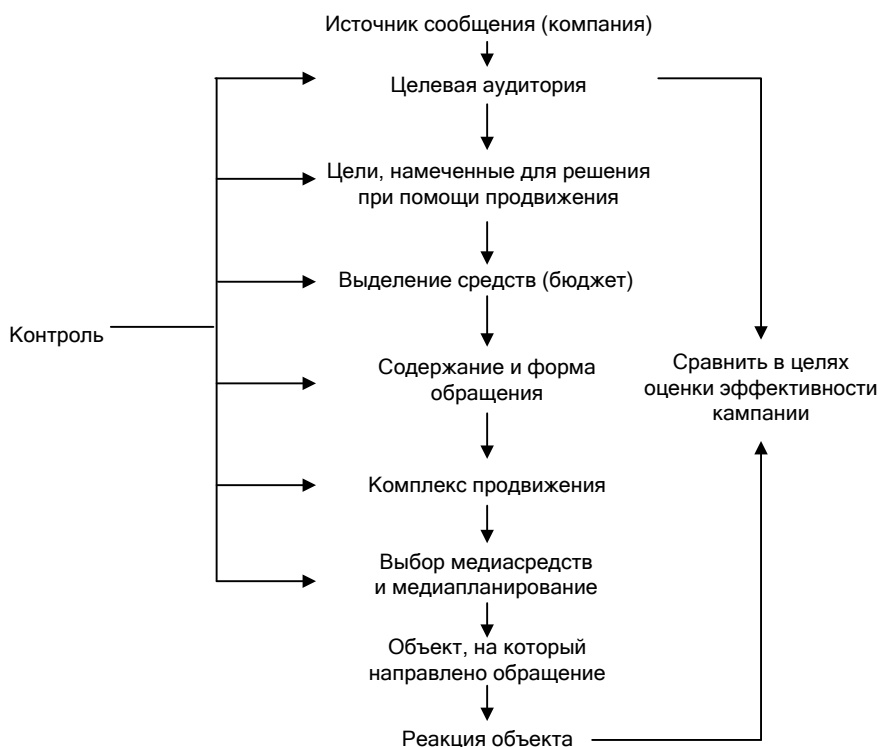 Источник сообщения (компания)
Целевая аудитория
Цели, намеченные для решения
при помощи продвижения
Выделение средств (бюджет)
Контроль
Содержание и форма
обращения
Сравнить в целях
оценки эффективности
кампании
Комплекс продвижения
Выбор медиасредств
и медиапланирование
Объект, на который
направлено обращение
Реакция объекта